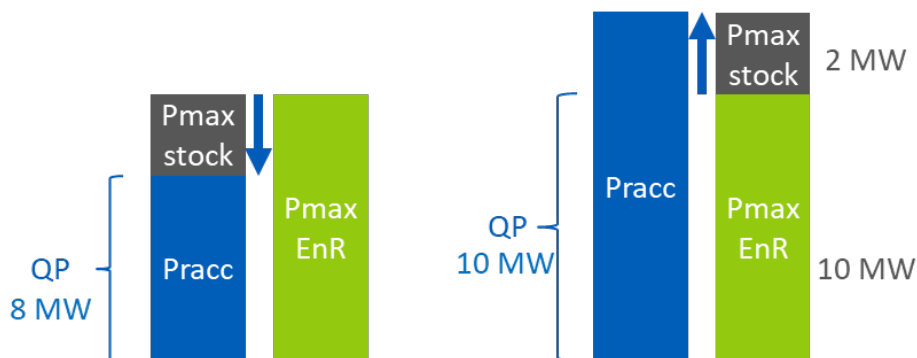 Pmax
stock
Pracc
QP
8 MW
Pmax
EnR
Pracc
QP
10 MW
Pmax
stock
2 MW
Pmax
EnR
10 MW